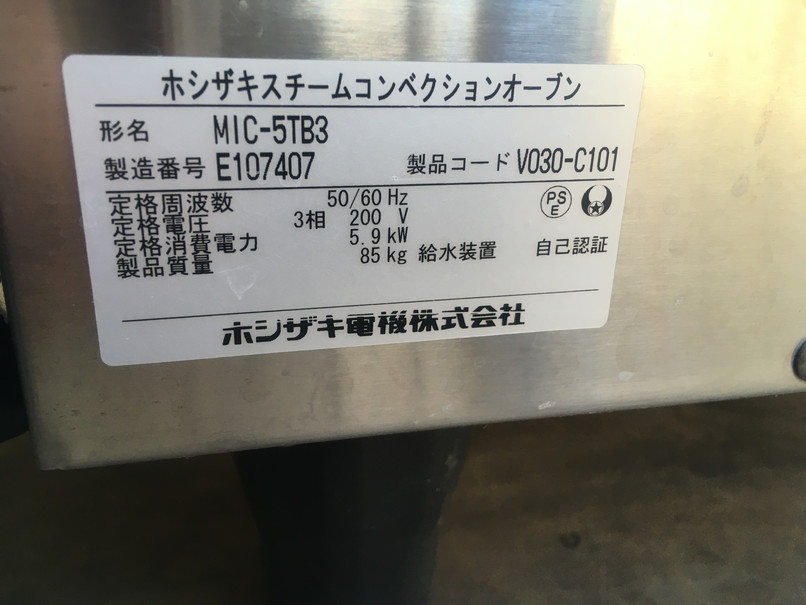 ホシザキスチームコンベクションオーブン
形名 MIC-5TB3
製造番号 E107407 製品コード V030-C101
定格周波数 50/60 Hz
定格電圧 3相 200 V
定格消費電力 5.9 kW
製品質量 85 kg 給水装置 自己認証
PS
E
ホシザキ電機株式会社